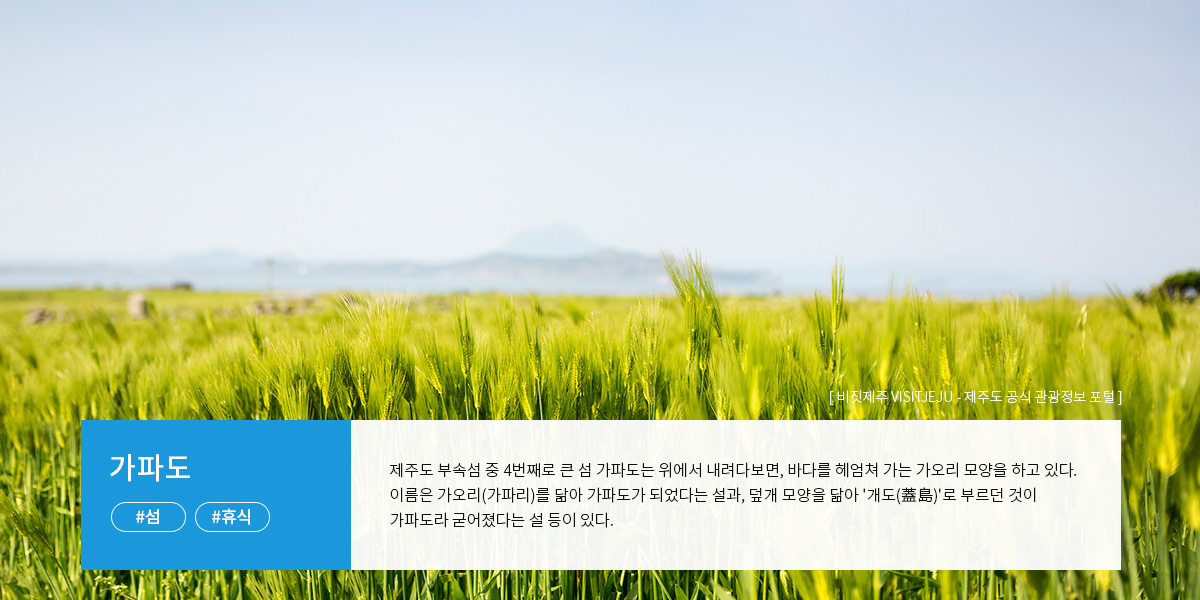 [ 비짓제주 VISITJEJU - 제주도 공식 관광정보 포털 ]
가파도
#섬 #휴식
제주도 부속섬 중 4번째로 큰 섬 가파도는 위에서 내려다보면, 바다를 헤엄쳐 가는 가오리 모양을 하고 있다.
이름은 가오리(가파리)를 닮아 가파도가 되었다는 설과, 덮개 모양을 닮아 '개도(蓋島)'로 부르던 것이
가파도라 굳어졌다는 설 등이 있다.